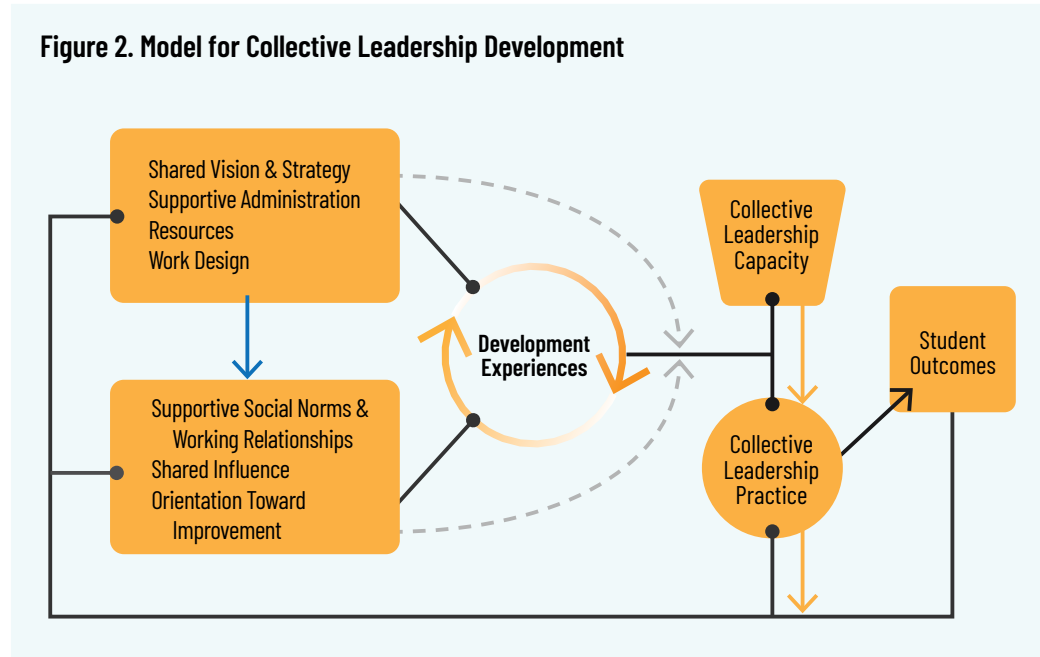 Figure 2. Model for Collective Leadership Development
Shared Vision & Strategy
Supportive Administration
Resources
Work Design
Supportive Social Norms &
Working Relationships
Shared Influence
Orientation Toward
Improvement
Development
Experiences
Collective
Leadership
Capacity
Collective
Leadership
Practice
Student
Outcomes